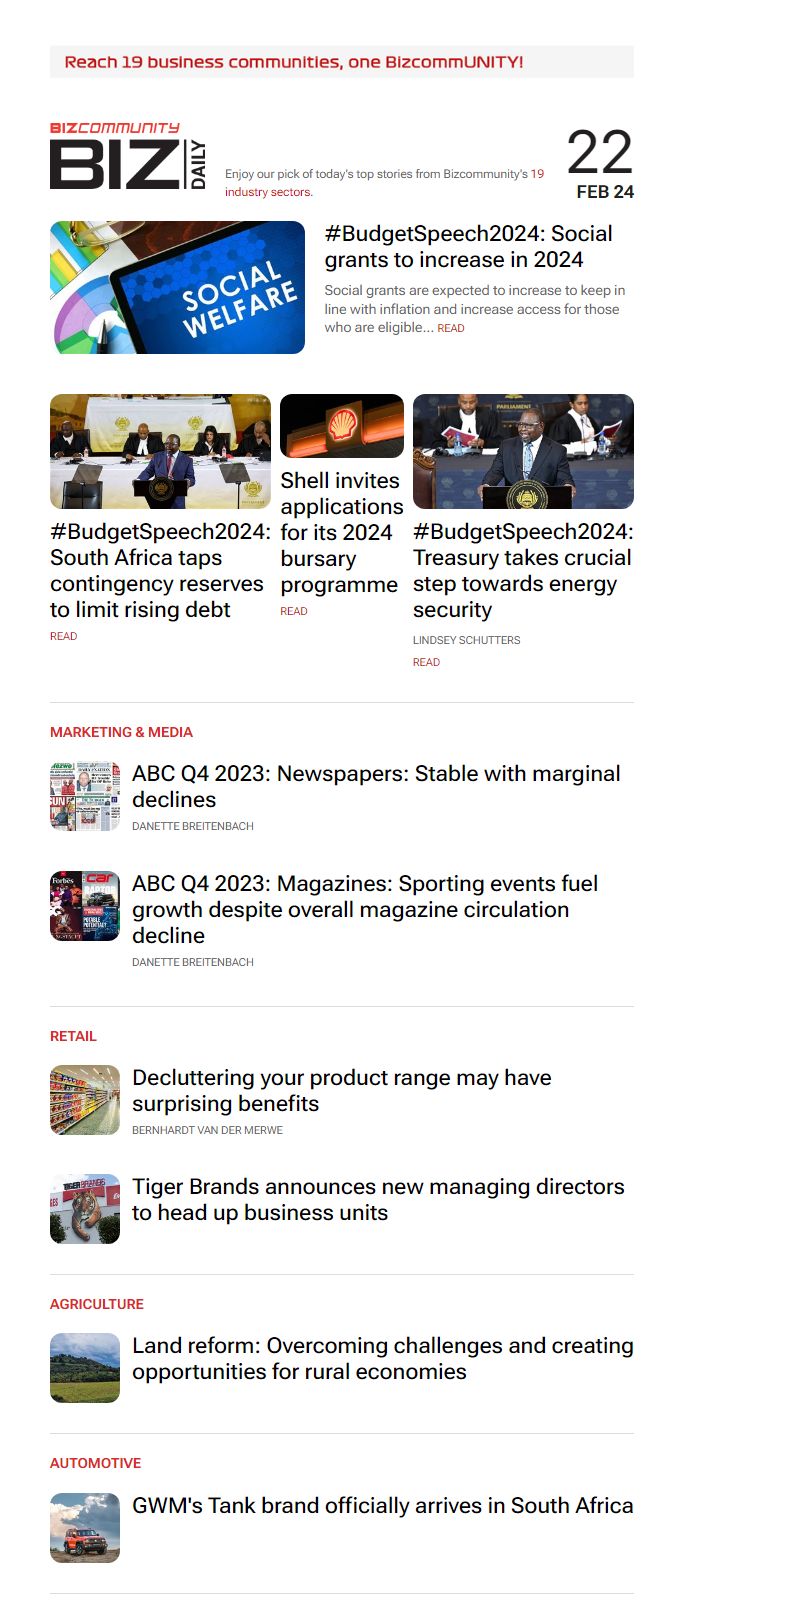 Reach 19 business communities, one BizcommUNITY!
BIZCOMMUNITY
BIZ DAILY
Enjoy our pick of today's top stories from Bizcommunity's 19
industry sectors.
22
FEB 24
SOCIAL
WELFARE
#BudgetSpeech2024: Social
grants to increase in 2024
Social grants are expected to increase to keep in
line with inflation and increase access for those
who are eligible... READ
#BudgetSpeech2024:
South Africa taps
contingency reserves
to limit rising debt
READ
Shell invites
applications
for its 2024
bursary
programme
READ
PARLIAMENT
#BudgetSpeech2024:
Treasury takes crucial
step towards energy
security
LINDSEY SCHUTTERS
READ
MARKETING & MEDIA
ABC Q4 2023: Newspapers: Stable with marginal
declines
DANETTE BREITENBACH
Forbes
car
ABC Q4 2023: Magazines: Sporting events fuel
growth despite overall magazine circulation
decline
DANETTE BREITENBACH
RETAIL
Decluttering your product range may have
surprising benefits
BERNHARDT VAN DER MERWE
TIGER BRANDS
Tiger Brands announces new managing directors
to head up business units
AGRICULTURE
Land reform: Overcoming challenges and creating
opportunities for rural economies
AUTOMOTIVE
GWM's Tank brand officially arrives in South Africa